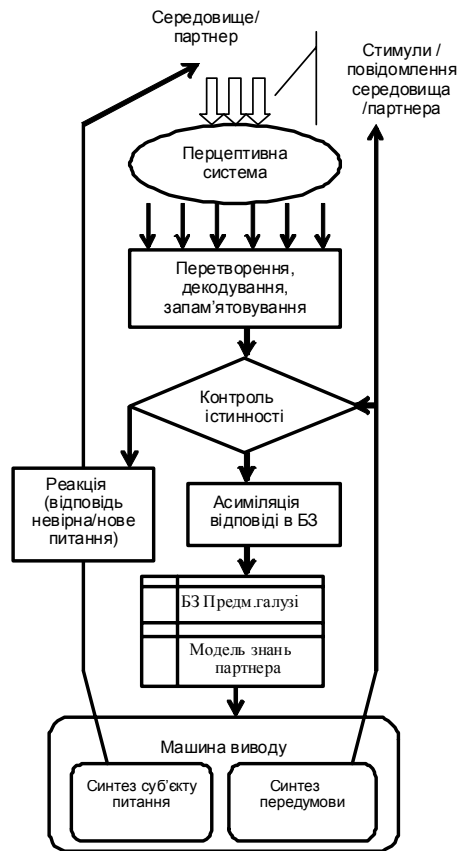 Середовище/
партнер
Стимули /
повідомлення
середовища
/партнера
Перцептивна
система
Перетворення,
декодування,
запам’ятовування
Контроль
істинності
Реакція
(відповідь
невірна/нове
питання)
Асиміляція
відповіді в БЗ
БЗ Предм.галузі
Модель знань
партнера
Машина виводу
Синтез суб’єкту
питання
Синтез
передумови